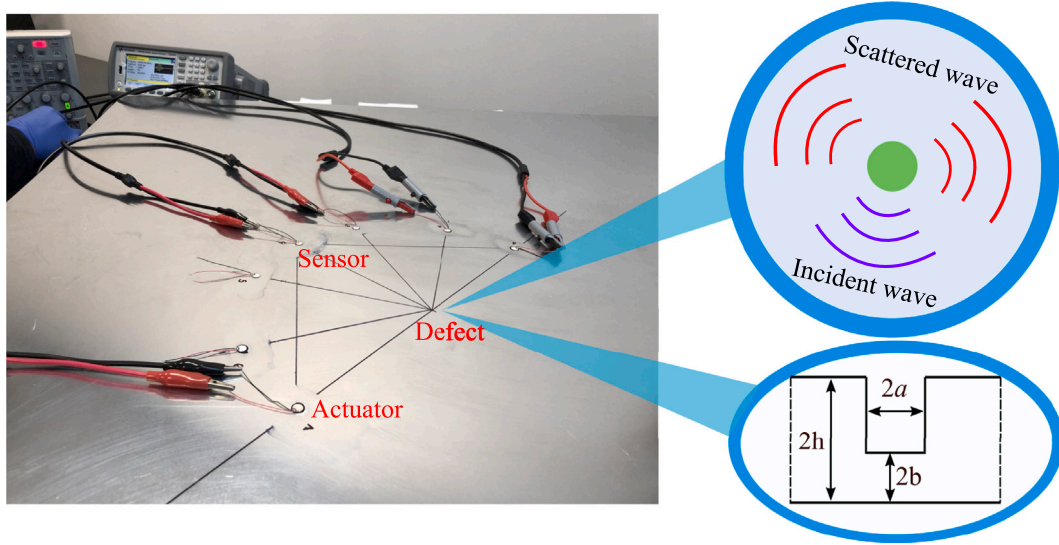 Scattered wave
Incident wave
Sensor
Defect
Actuator
2a
2h
2b